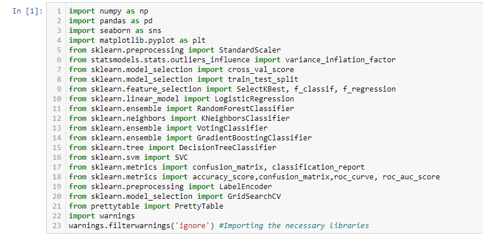 In [1]:
1 import numpy as np
2 import pandas as pd
3 import seaborn as sns
4 import matplotlib.pyplot as plt
5 from sklearn.preprocessing import StandardScaler
6 from statsmodels.stats.outliers_influence import variance_inflation_factor
7 from sklearn.model_selection import cross_val_score
8 from sklearn.model_selection import train_test_split
9 from sklearn.feature_selection import SelectKBest, f_classif, f_regression
10 from sklearn.linear_model import LogisticRegression
11 from sklearn.ensemble import RandomForestClassifier
12 from sklearn.neighbors import KNeighborsClassifier
13 from sklearn.ensemble import VotingClassifier
14 from sklearn.ensemble import GradientBoostingClassifier
15 from sklearn.tree import DecisionTreeClassifier
16 from sklearn.svm import SVC
17 from sklearn.metrics import confusion_matrix, classification_report
18 from sklearn.metrics import accuracy_score,confusion_matrix,roc_curve, roc_auc_score
19 from sklearn.preprocessing import LabelEncoder
20 from sklearn.model_selection import GridSearchCV
21 from prettytable import PrettyTable
22 import warnings
23 warnings.filterwarnings('ignore') #Importing the necessary libraries